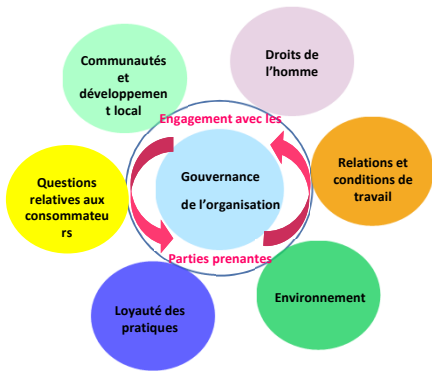 Communautés
et
développemen
t local
Droits de
l'homme
Engagement avec les
Gouvernance
de l'organisation
Relations et
conditions de
travail
Questions
relatives aux
consommateu
rs
Parties prenantes
Loyauté des
pratiques
Environnement